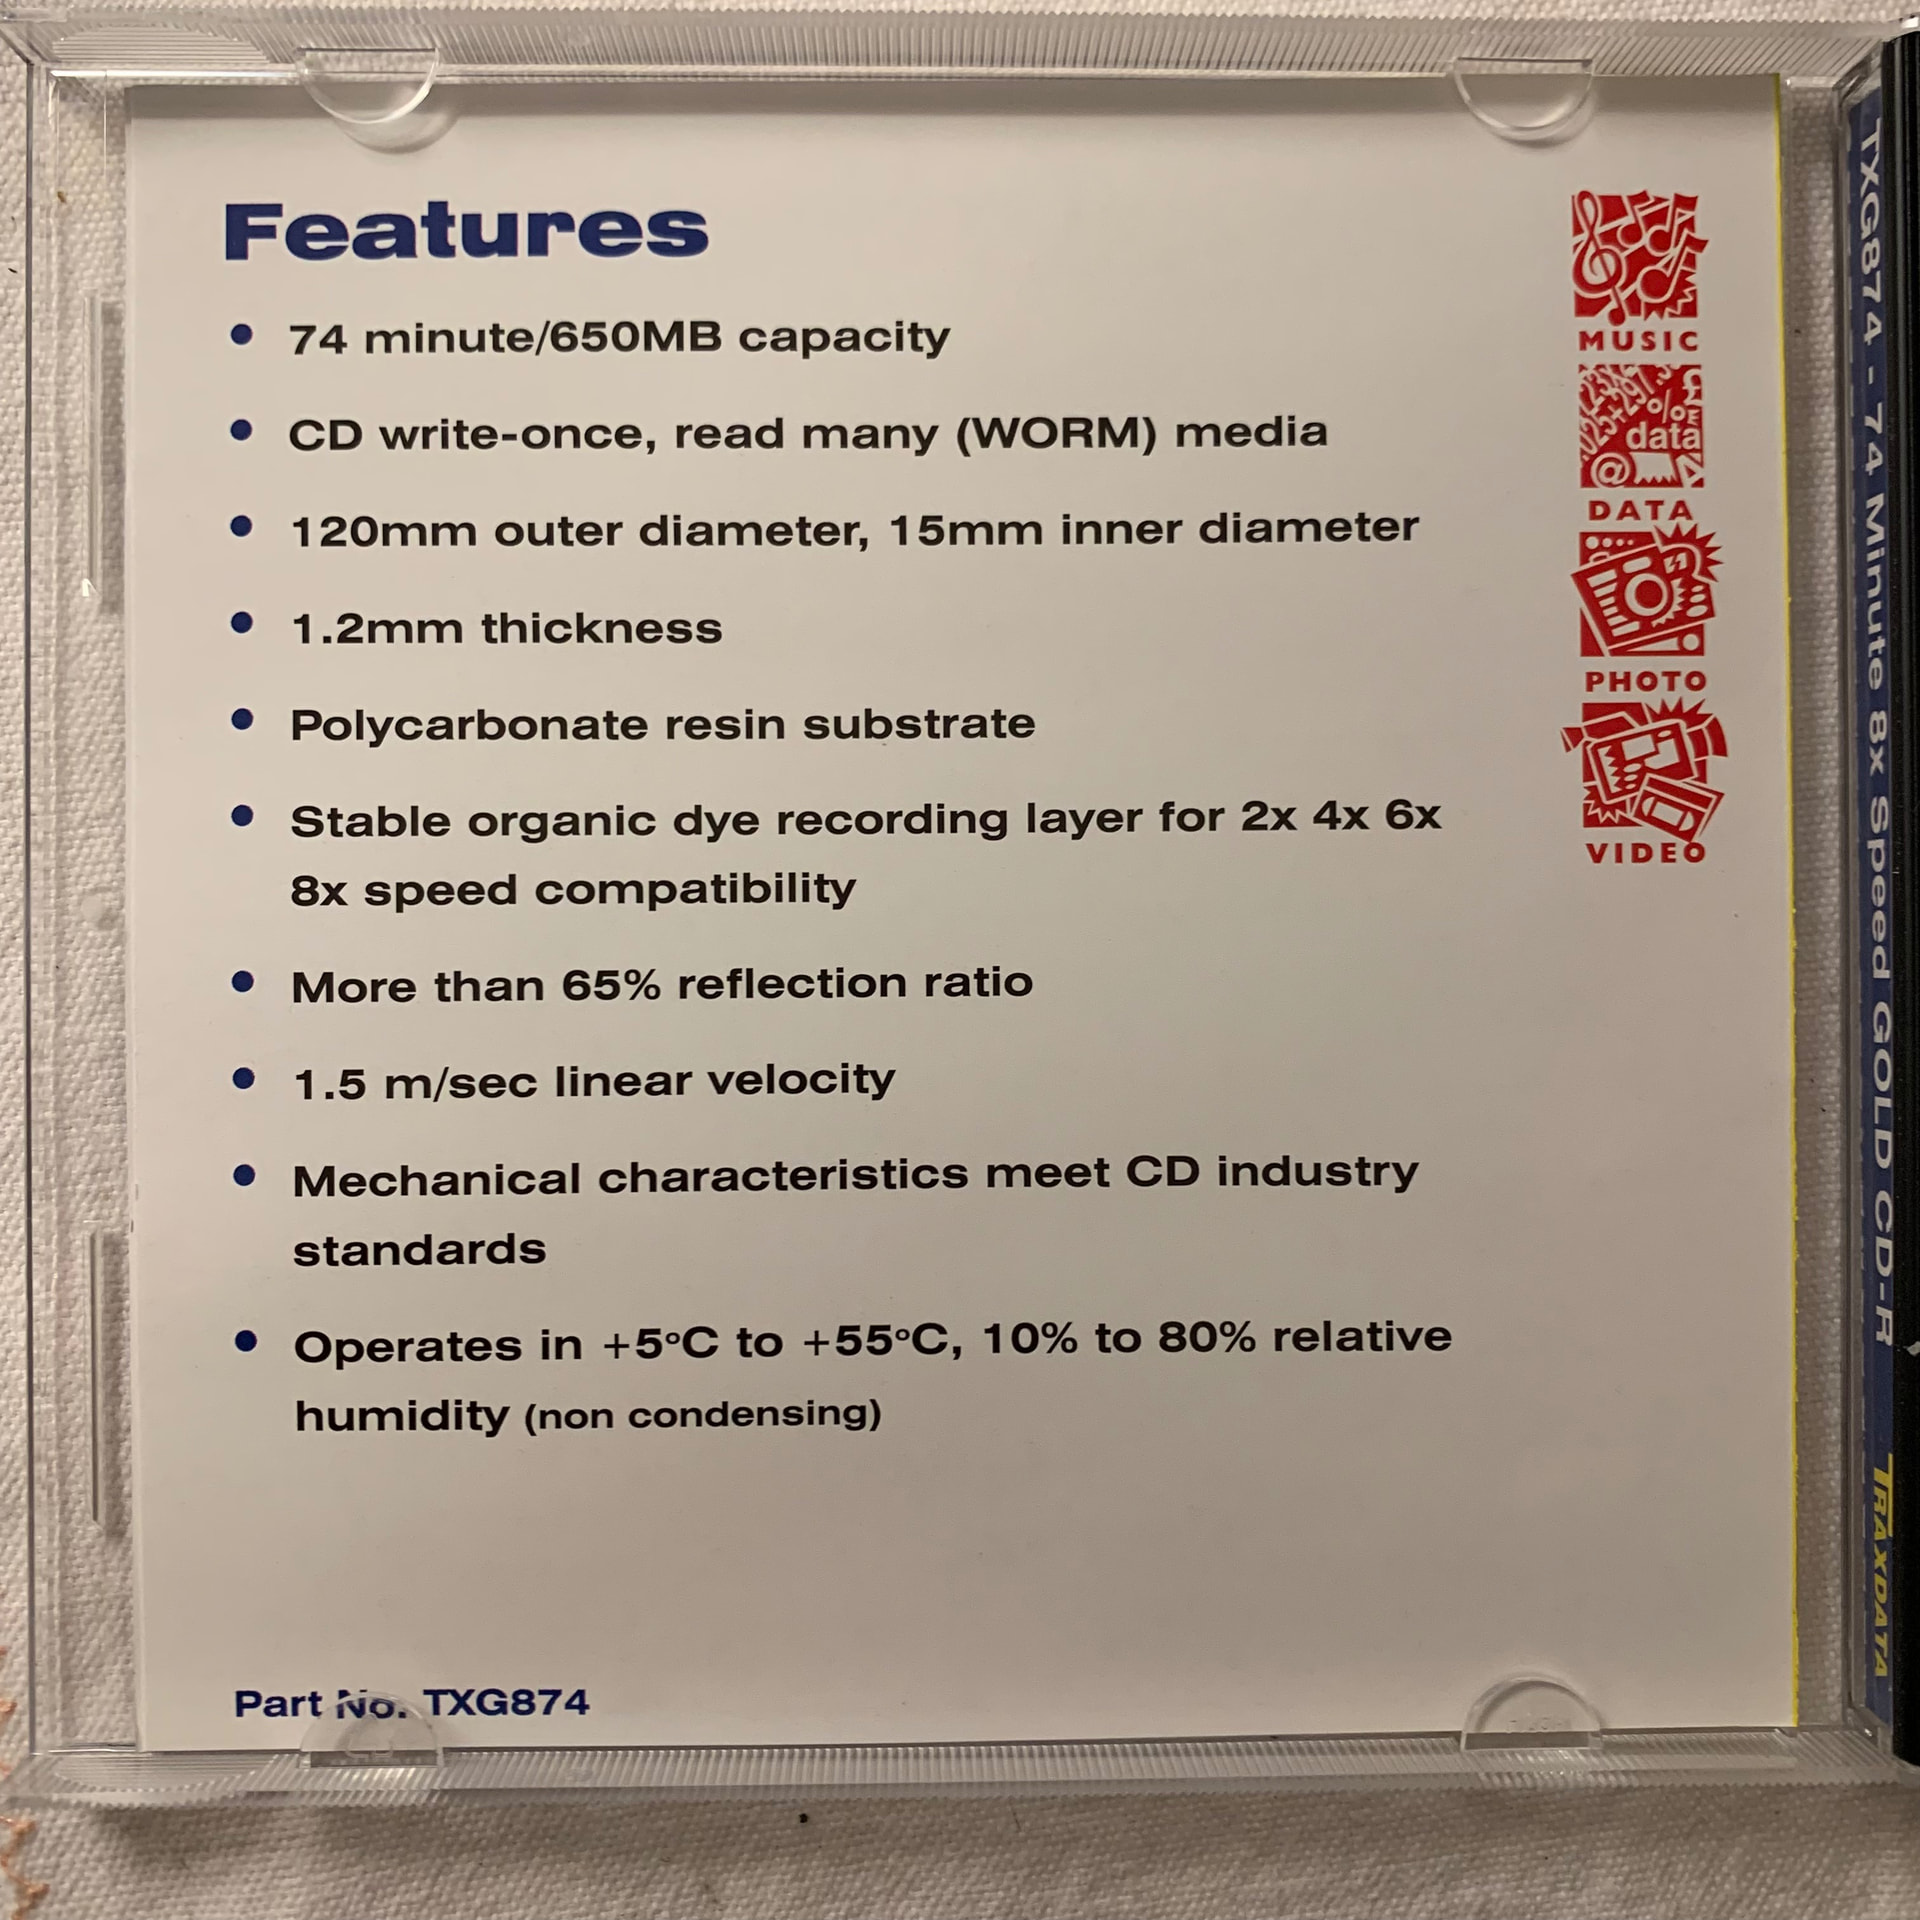 Features
• 74 minute/650MB capacity
• CD write-once, read many (WORM) media
• 120mm outer diameter, 15mm inner diameter
• 1.2mm thickness
• Polycarbonate resin substrate
• Stable organic dye recording layer for 2x 4x 6x
8x speed compatibility
• More than 65% reflection ratio
• 1.5 m/sec linear velocity
• Mechanical characteristics meet CD industry
standards
• Operates in +5ºC to +55ºC, 10% to 80% relative
humidity (non condensing)
Part No. TXG874
MUSIC
data
DATA
PHOTO
VIDEO
TXG874 - 74 Minute 8x Speed GOLD CD-R TRAXDATA